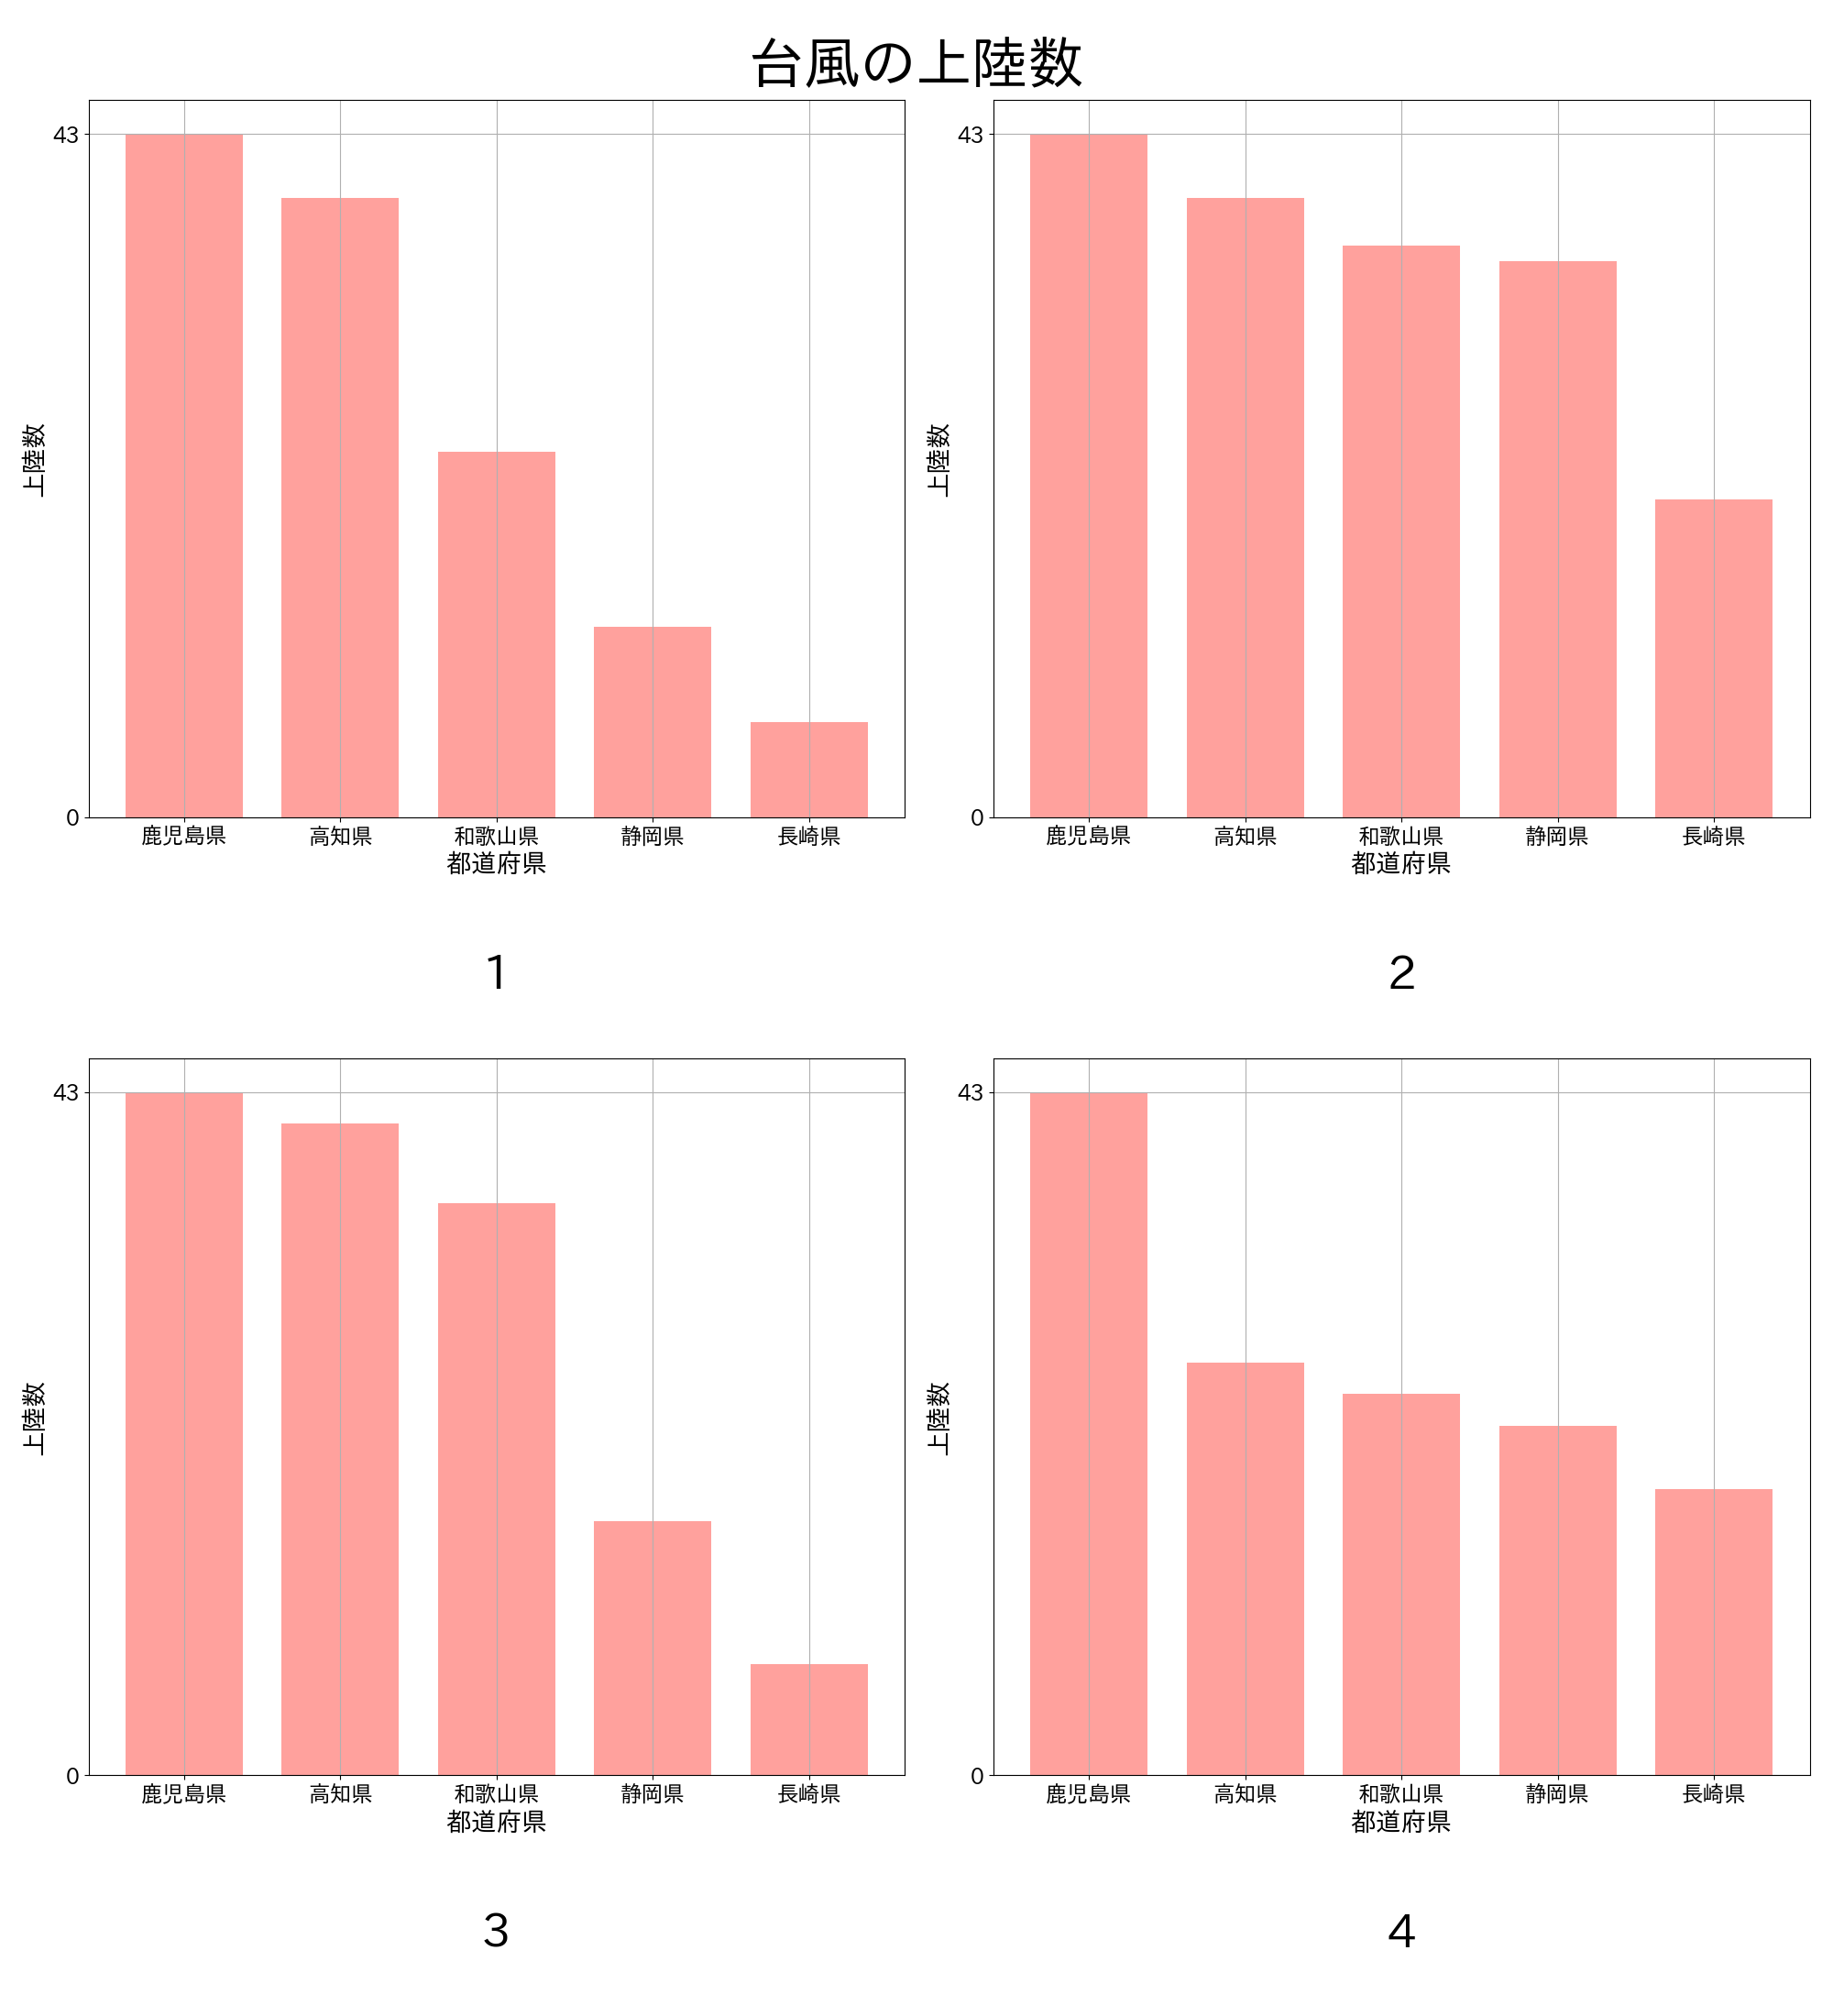 台風の上陸数
43
0
上陸数
鹿児島県 高知県 和歌山県 静岡県 長崎県
都道府県
1
43
0
上陸数
鹿児島県 高知県 和歌山県 静岡県 長崎県
都道府県
2
43
0
上陸数
鹿児島県 高知県 和歌山県 静岡県 長崎県
都道府県
3
43
0
上陸数
鹿児島県 高知県 和歌山県 静岡県 長崎県
都道府県
4